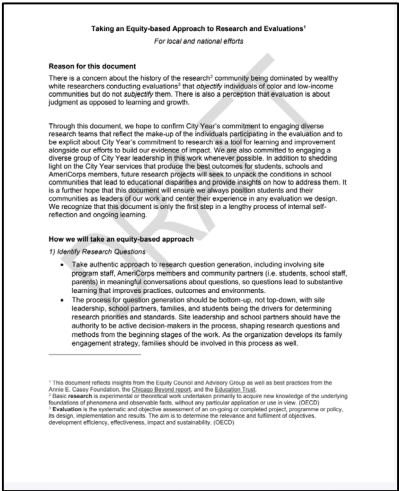 Taking an Equity-based Approach to Research and Evaluations¹
For local and national efforts
Reason for this document
There is a concern about the history of the research² community being dominated by wealthy
white researchers conducting evaluations³ that objectify individuals of color and low-income
communities but do not subjectify them. There is also a perception that evaluation is about
judgment as opposed to learning and growth.
Through this document, we hope to confirm City Year's commitment to engaging diverse
research teams that reflect the make-up of the individuals participating in the evaluation and to
be explicit about City Year's commitment to research as a tool for learning and improvement
alongside our efforts to build our evidence of impact. We are also committed to engaging a
diverse group of City Year leadership in this work whenever possible. In addition to shedding
light on the City Year services that produce the best outcomes for students, schools and
AmeriCorps members, future research projects will seek to unpack the conditions in school
communities that lead to educational disparities and provide insights on how to address them. It
is a further hope that this document will ensure we always position students and their
communities as leaders of our work and center their experience in any evaluation we design.
We recognize that this document is only the first step in a lengthy process of internal self-
reflection and ongoing learning.
How we will take an equity-based approach
1) Identify Research Questions
• Take authentic approach to research question generation, including involving site
program staff, AmeriCorps members and community partners (i.e. students, school staff,
parents) in meaningful conversations about questions, so questions lead to substantive
learning that improves practices, outcomes and environments.
• The process for question generation should be bottom-up, not top-down, with site
leadership, school partners, families, and students being the drivers for determining
research priorities and standards. Site leadership and school partners should have the
authority to be active decision-makers in the process, shaping research questions and
methods from the beginning stages of the work. As the organization develops its family
engagement strategy, families should be involved in this process as well.
¹ This document reflects insights from the Equity Council and Advisory Group as well as best practices from the
Annie E. Casey Foundation, the Chicago Beyond report, and the Education Trust.
² Basic research is experimental or theoretical work undertaken primarily to acquire new knowledge of the underlying
foundations of phenomena and observable facts, without any particular application or use in view. (OECD)
³ Evaluation is the systematic and objective assessment of an on-going or completed project, programme or policy,
its design, implementation and results. The aim is to determine the relevance and fulfilment of objectives,
development efficiency, effectiveness, impact and sustainability. (OECD)
DRAFT